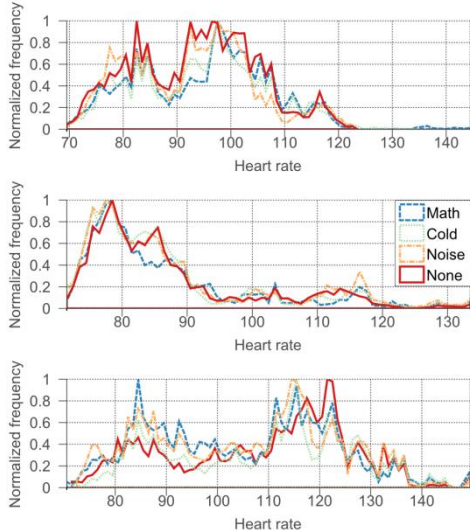 Normalized frequency
1
0.8
0.6
0.4
0.2
0
70 80 90 100 110 120 130 140
Heart rate
Normalized frequency
1
0.8
0.6
0.4
0.2
0
80 90 100 110 120 130
Heart rate
Math
Cold
Noise
None
Normalized frequency
1
0.8
0.6
0.4
0.2
0
80 90 100 110 120 130 140
Heart rate